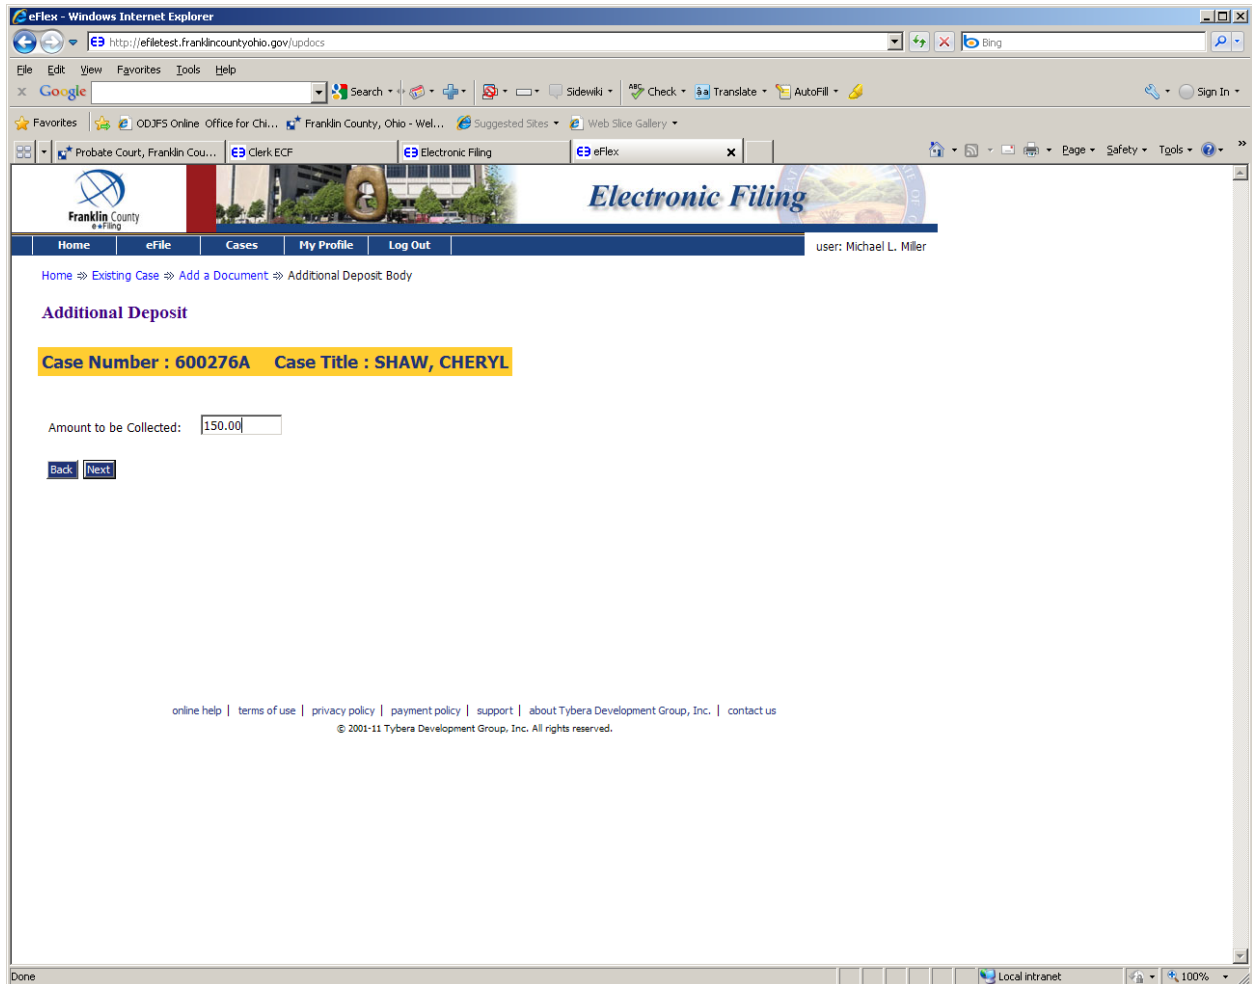 eFlex - Windows Internet Explorer
http://efiletest.franklincountyohio.gov/updocs
Bing
File Edit View Favorites Tools Help
x Google Search Sidewiki ABC Check Translate AutoFill Sign In
Favorites ODJFS Online Office for Chi... Franklin County, Ohio - Wel... Suggested Sites Web Slice Gallery
Probate Court, Franklin Cou... Clerk ECF Electronic Filing eFlex Page Safety Tools
Franklin County
e Filing
Electronic Filing
Home eFile Cases My Profile Log Out user: Michael L. Miller
Home ⇒ Existing Case ⇒ Add a Document ⇒ Additional Deposit Body
Additional Deposit
Case Number : 600276A Case Title : SHAW, CHERYL
Amount to be Collected: 150.00
Back Next
online help | terms of use | privacy policy | payment policy | support | about Tybera Development Group, Inc. | contact us
© 2001-11 Tybera Development Group, Inc. All rights reserved.
Done Local intranet 100%